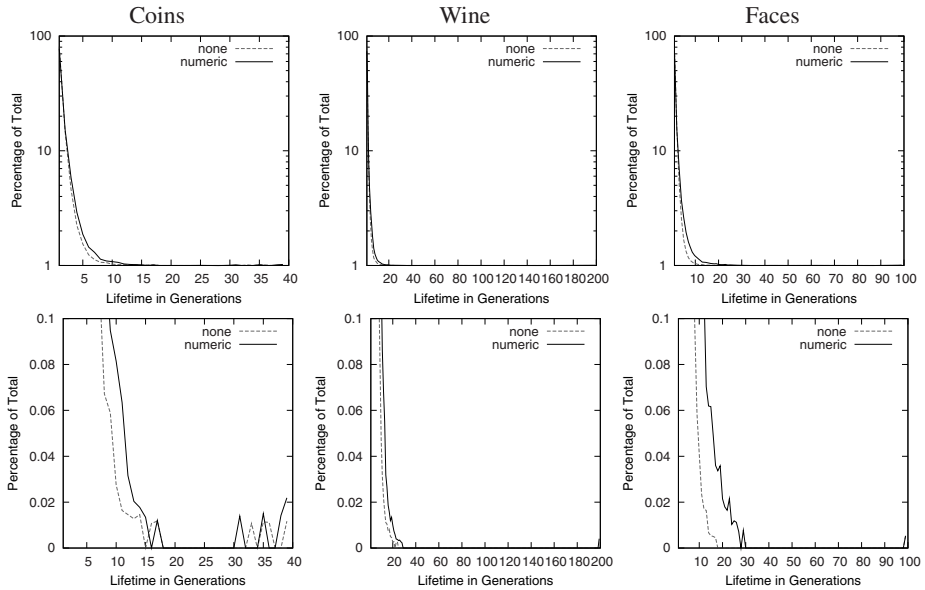 Coins
Percentage of Total
100
10
1
5 10 15 20 25 30 35 40
none
numeric
Lifetime in Generations
Wine
Percentage of Total
100
10
1
20 40 60 80 100 120 140 160 180 200
none
numeric
Lifetime in Generations
Faces
Percentage of Total
100
10
1
10 20 30 40 50 60 70 80 90 100
none
numeric
Lifetime in Generations
Percentage of Total
0.1
0.08
0.06
0.04
0.02
0
5 10 15 20 25 30 35 40
none
numeric
Lifetime in Generations
Percentage of Total
0.1
0.08
0.06
0.04
0.02
0
20 40 60 80 100 120 140 160 180 200
none
numeric
Lifetime in Generations
Percentage of Total
0.1
0.08
0.06
0.04
0.02
0
10 20 30 40 50 60 70 80 90 100
none
numeric
Lifetime in Generations